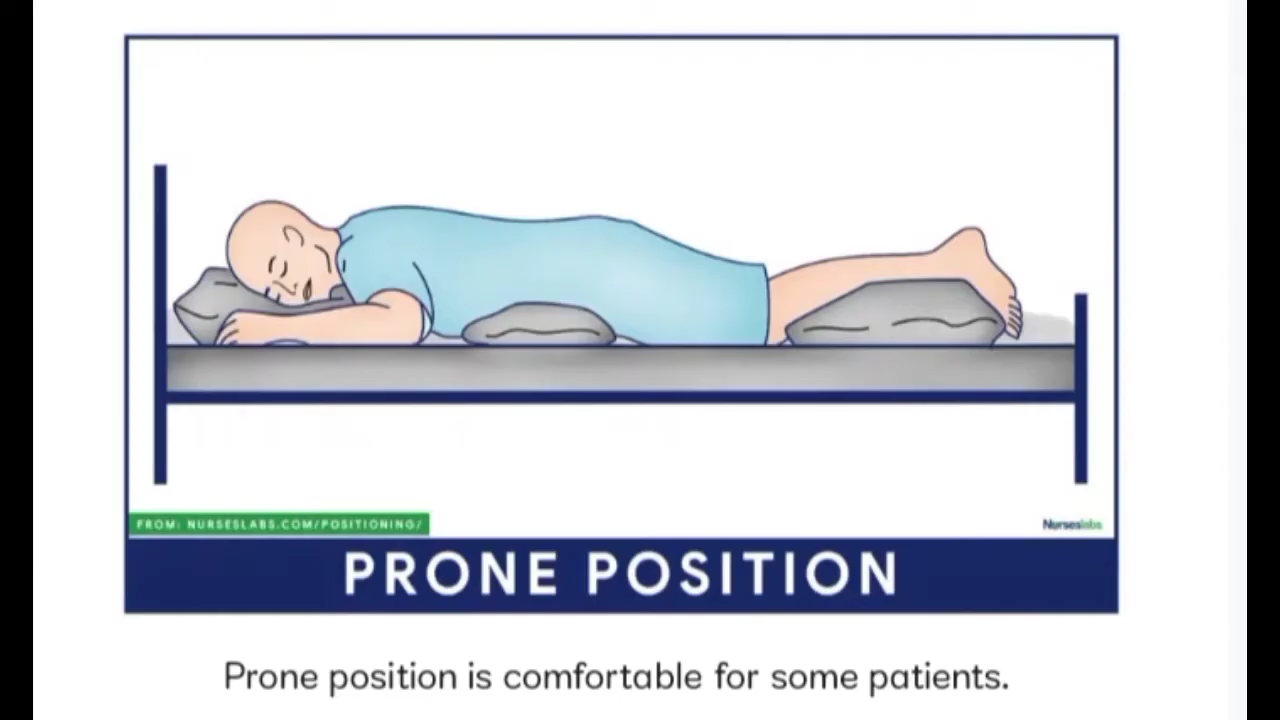 FROM: NURSESLABS.COM/POSITIONING/
Nurseslabs
PRONE POSITION
Prone position is comfortable for some patients.